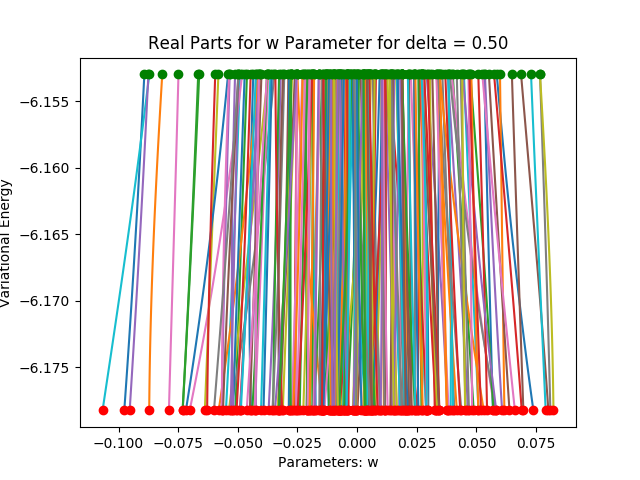 Real Parts for w Parameter for delta = 0.50
Variational Energy
−6.155
−6.160
−6.165
−6.170
−6.175
−0.100 −0.075 −0.050 −0.025 0.000 0.025 0.050 0.075
Parameters: w